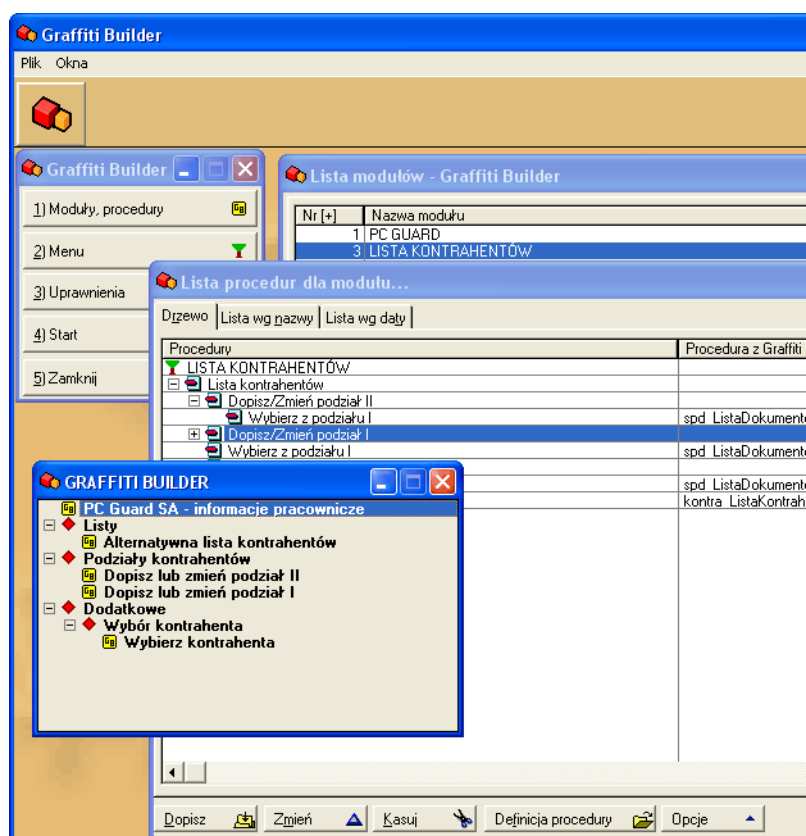 Graffiti Builder
Plik Okna
Graffiti Builder
1) Moduły, procedury
2) Menu
3) Uprawnienia
4) Start
5) Zamknij
Lista modułów - Graffiti Builder
Nr [+] Nazwa modułu
1 PC GUARD
3 LISTA KONTRAHENTÓW
Lista procedur dla modułu...
Drzewo Lista wg nazwy Lista wg daty
Procedury Procedura z Graffiti
LISTA KONTRAHENTÓW
Lista kontrahentów
Dopisz/Zmień podział II
Wybierz z podziału I spd_ListaDokument
Dopisz/Zmień podział I
Wybierz z podziału I spd_ListaDokument
spd_ListaDokument
kontra_ListaKontrah
GRAFFITI BUILDER
PC Guard SA - informacje pracownicze
Listy
Alternatywna lista kontrahentów
Podziały kontrahentów
Dopisz lub zmień podział II
Dopisz lub zmień podział I
Dodatkowe
Wybór kontrahenta
Wybierz kontrahenta
Dopisz Zmień Kasuj Definicja procedury Opcje